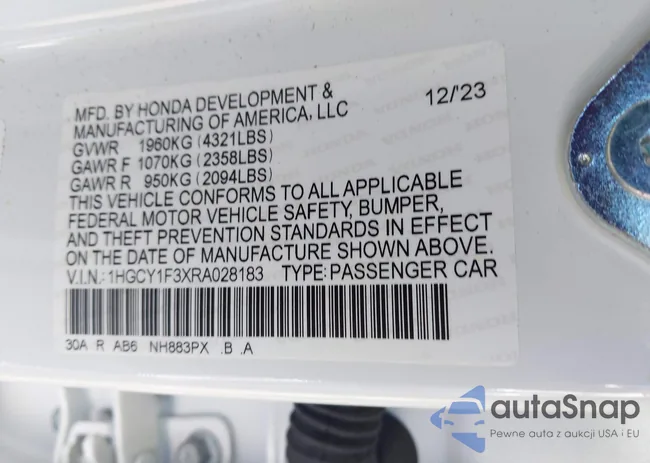 MFD. BY HONDA DEVELOPMENT &
MANUFACTURING OF AMERICA, LLC
12/'23
GVWR 1960KG (4321LBS)
GAWR F 1070KG (2358LBS)
GAWR R 950KG (2094LBS)
THIS VEHICLE CONFORMS TO ALL APPLICABLE
FEDERAL MOTOR VEHICLE SAFETY, BUMPER,
AND THEFT PREVENTION STANDARDS IN EFFECT
ON THE DATE OF MANUFACTURE SHOWN ABOVE.
V.I.N.: 1HGCY1F3XRA028183 TYPE: PASSENGER CAR
30A R AB6 NH883PX .B .A
autaSnap
Pewne auta z aukcji USA i EU